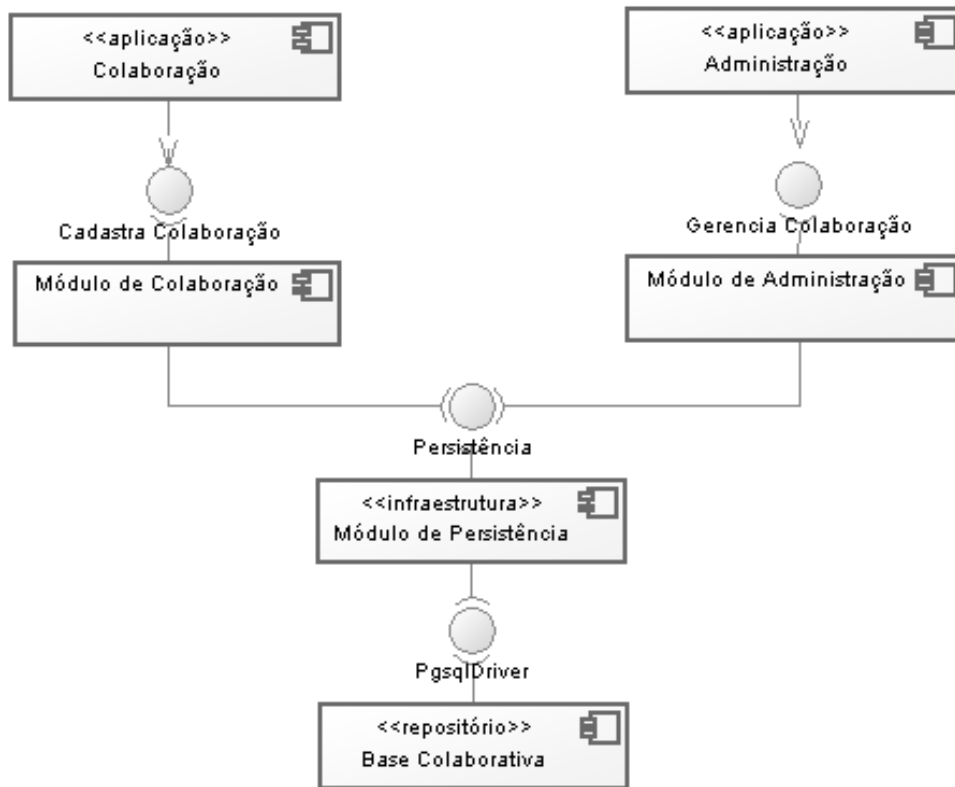 <<aplicação>>
Colaboração
<<aplicação>>
Administração
Cadastra Colaboração
Gerencia Colaboração
Módulo de Colaboração
Módulo de Administração
Persistência
<<infraestrutura>>
Módulo de Persistência
PgsqlDriver
<<repositório>>
Base Colaborativa